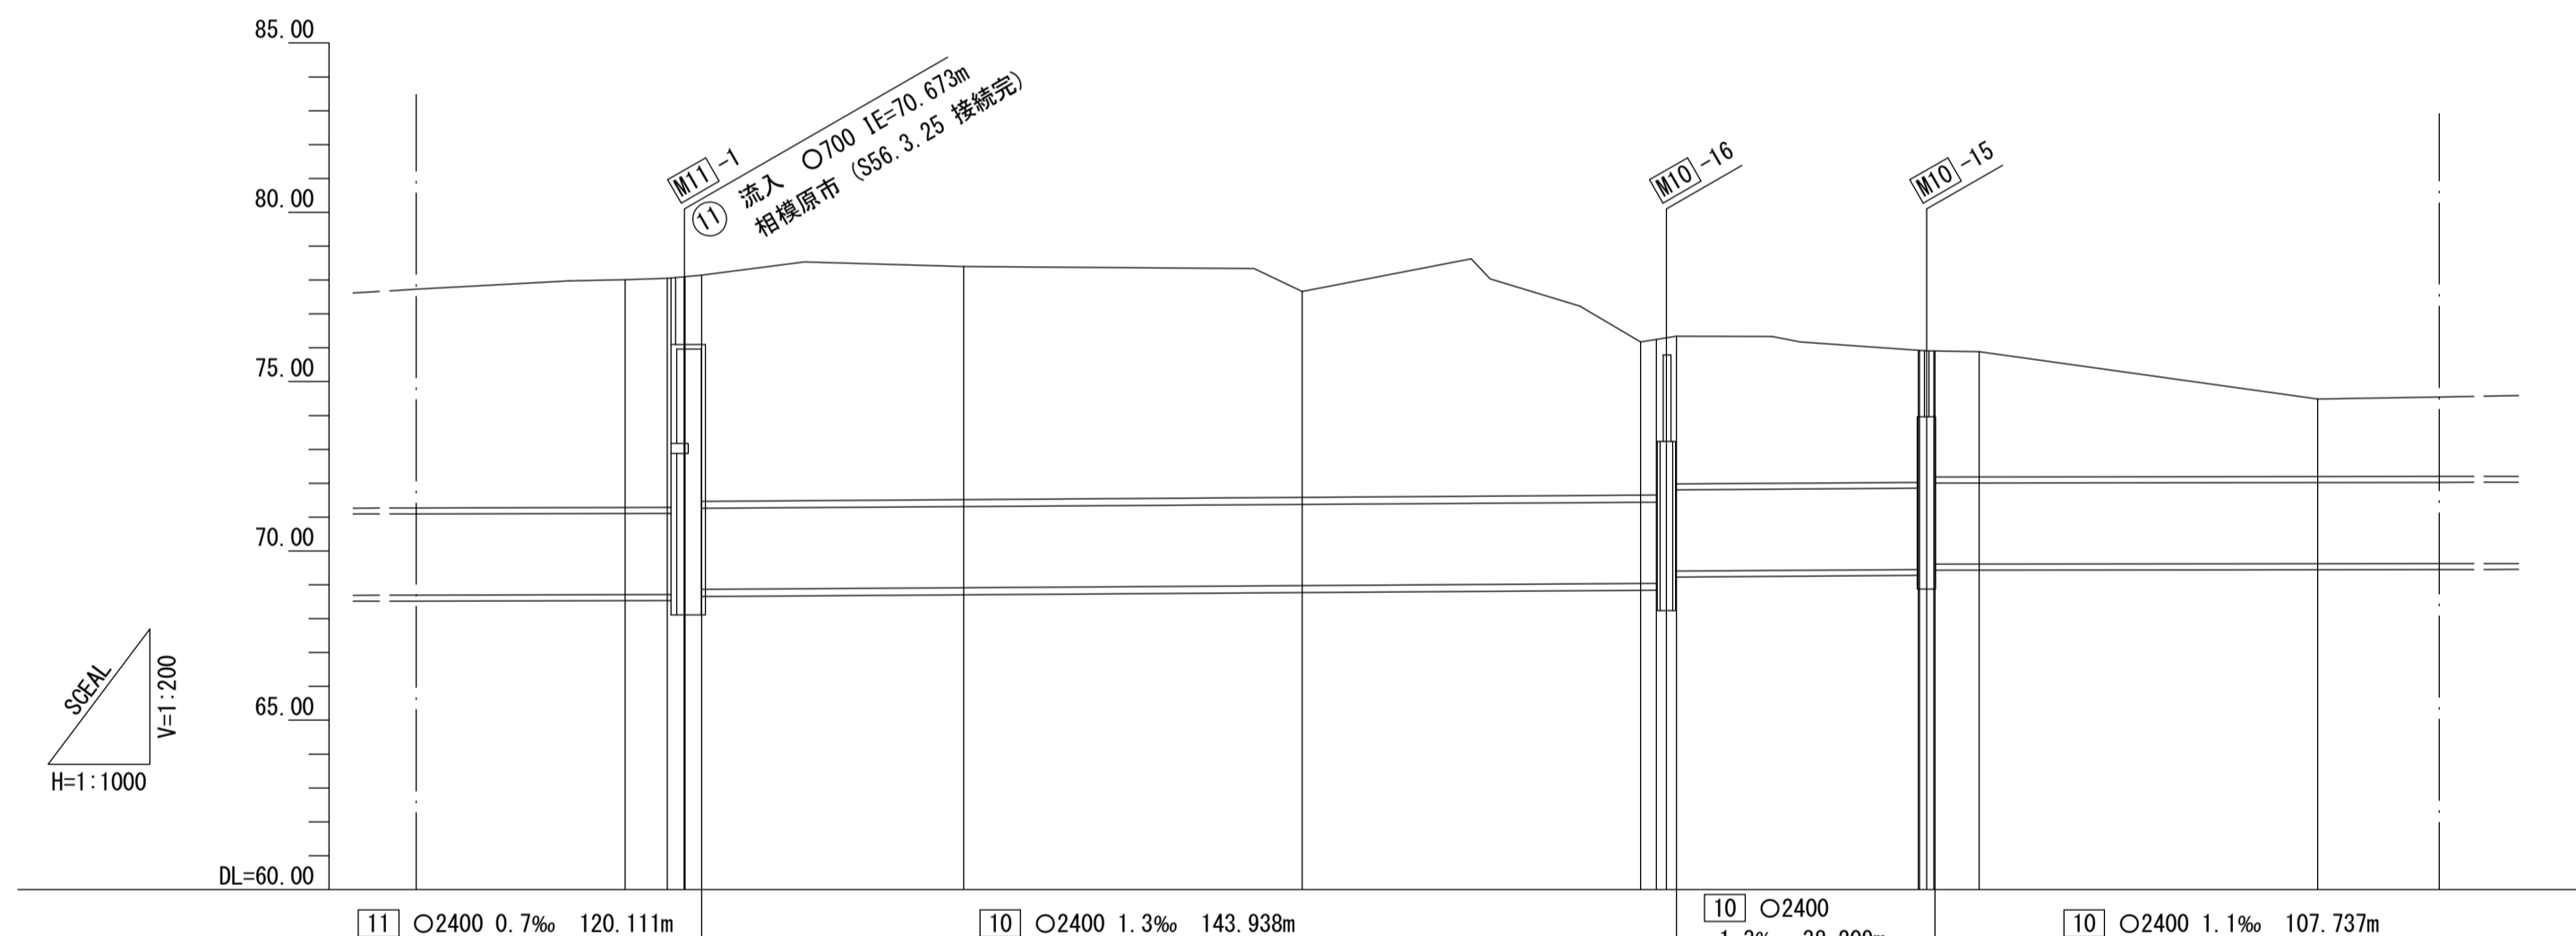 85.00
80.00
75.00
70.00
65.00
DL=60.00
SCEAL
V=1:200
H=1:1000
M11 -1
⑪ 流入 ○700 IE=70.673m
相模原市 (S56.3.25 接続完)
M10 -16
M10 -15
11 ○2400 0.7‰ 120.111m
10 ○2400 1.3‰ 143.938m
10 ○2400
10 ○2400 1.1‰ 107.737m